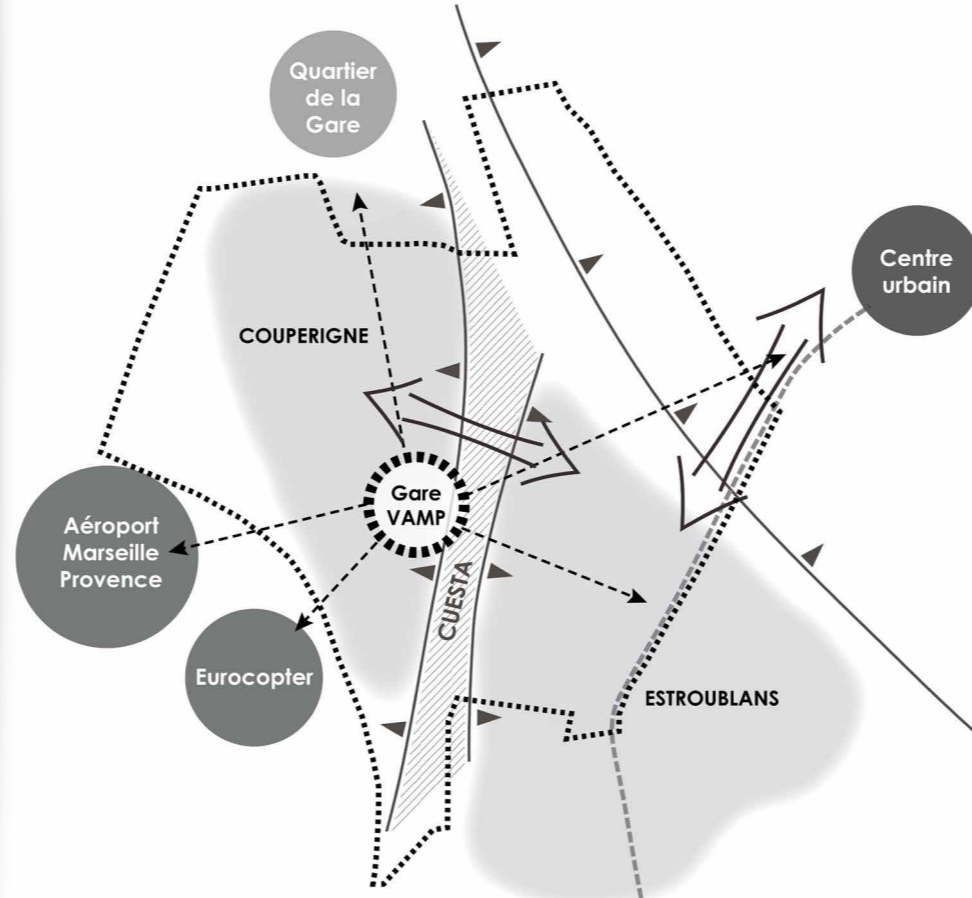 Quartier
de la
Gare
Centre
urbain
COUPERIGNE
Gare
VAMP
Aéroport
Marseille
Provence
CUESTA
Eurocopter
ESTROUBLANS